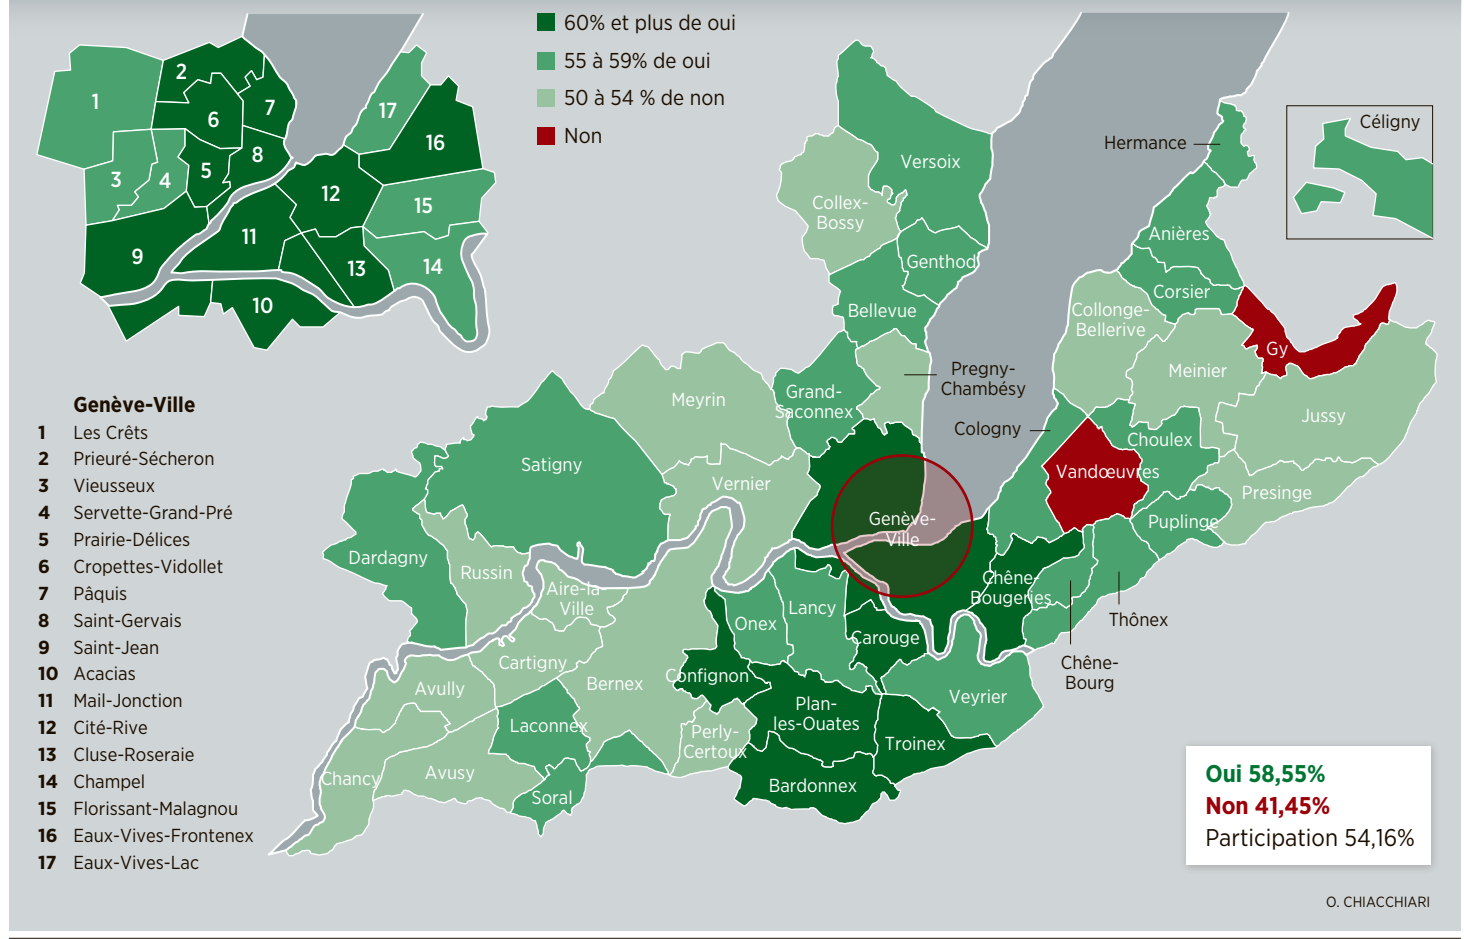 60% et plus de oui
55 à 59% de oui
50 à 54 % de non
Non
1
2
3
4
5
6
7
8
9
10
11
12
13
14
15
16
17
Genève-Ville
1 Les Crêts
2 Prieuré-Sécheron
3 Vieusseux
4 Servette-Grand-Pré
5 Prairie-Délices
6 Cropettes-Vidollet
7 Pâquis
8 Saint-Gervais
9 Saint-Jean
10 Acacias
11 Mail-Jonction
12 Cité-Rive
13 Cluse-Roseraie
14 Champel
15 Florissant-Malagnou
16 Eaux-Vives-Frontenex
17 Eaux-Vives-Lac
Céligny
Hermance
Versoix
Collex-
Bossy
Genthod
Bellevue
Anières
Corsier
Collonge-
Bellerive
Gy
Meinier
Jussy
Pregny-
Chambésy
Grand-
Saconnex
Meyrin
Cologny
Choulex
Vandœuvres
Presinge
Puplinge
Satigny
Vernier
Genève-
Ville
Dardagny
Russin
Aire-la-
Ville
Chêne-
Bougeries
Thônex
Chêne-
Bourg
Lancy
Onex
Carouge
Cartigny
Confignon
Bernex
Avully
Veyrier
Plan-
les-Ouates
Laconnex
Perly-
Certoux
Troinex
Chancy
Avusy
Soral
Bardonnex
Oui 58,55%
Non 41,45%
Participation 54,16%
O. CHIACCHIARI